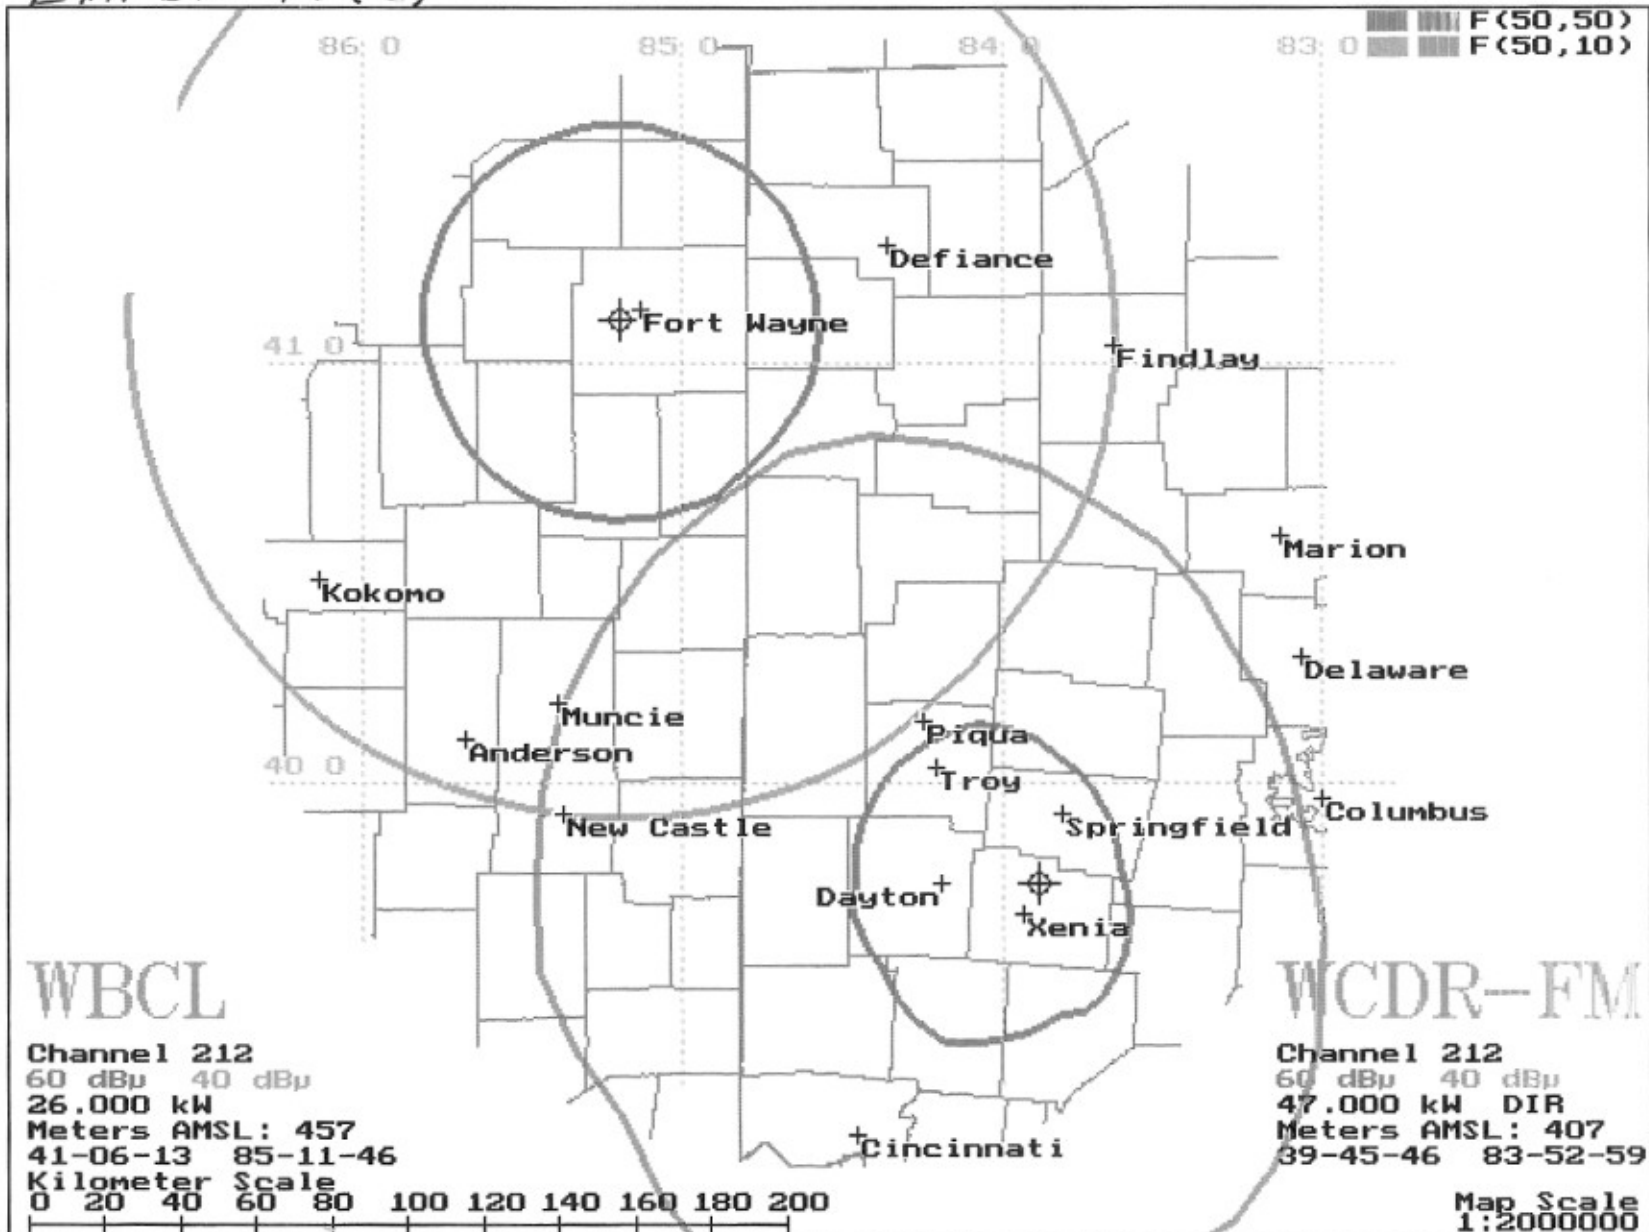 F(50,50)
86 0 85 0 84 0 83 0 F(50,10)
Defiance
Fort Wayne
41 0
Findlay
Marion
Kokomo
Delaware
Muncie
Piqua
Anderson
40 0
Troy
Columbus
New Castle
Springfield
Dayton
Xenia
WBCL
Channel 212
60 dBµ 40 dBµ
26.000 kW
Meters AMSL: 457
41-06-13 85-11-46
Kilometer Scale
0 20 40 60 80 100 120 140 160 180 200
Cincinnati
WCDR-FM
Channel 212
60 dBµ 40 dBµ
47.000 kW DIR
Meters AMSL: 407
39-45-46 83-52-59
Map Scale
1:2000000